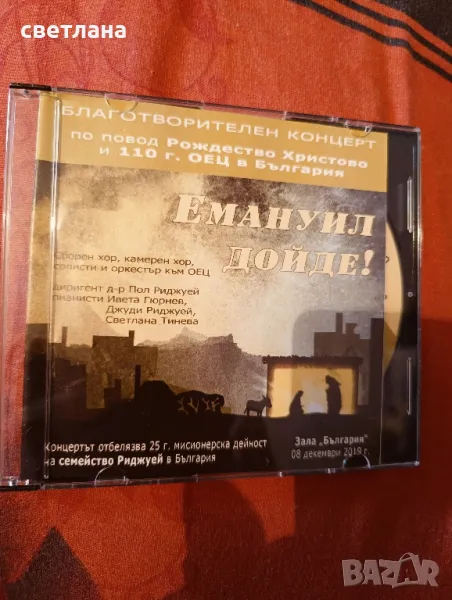 светлана
БЛАГОТВОРИТЕЛЕН КОНЦЕРТ
по повод Рождество Христово
и 110 г. ОЕЦ в България
Емануил
дойде!
Сборен хор, камерен хор,
солисти и оркестър към ОЕЦ
диригент д-р Пол Риджуей
пианисти Ивета Гюрнев,
Джуди Риджуей,
Светлана Тинева
Концертът отбелязва 25 г. мисионерска дейност
на семейство Риджуей в България
Зала „България"
08 декември 2019 г.
BAZAR